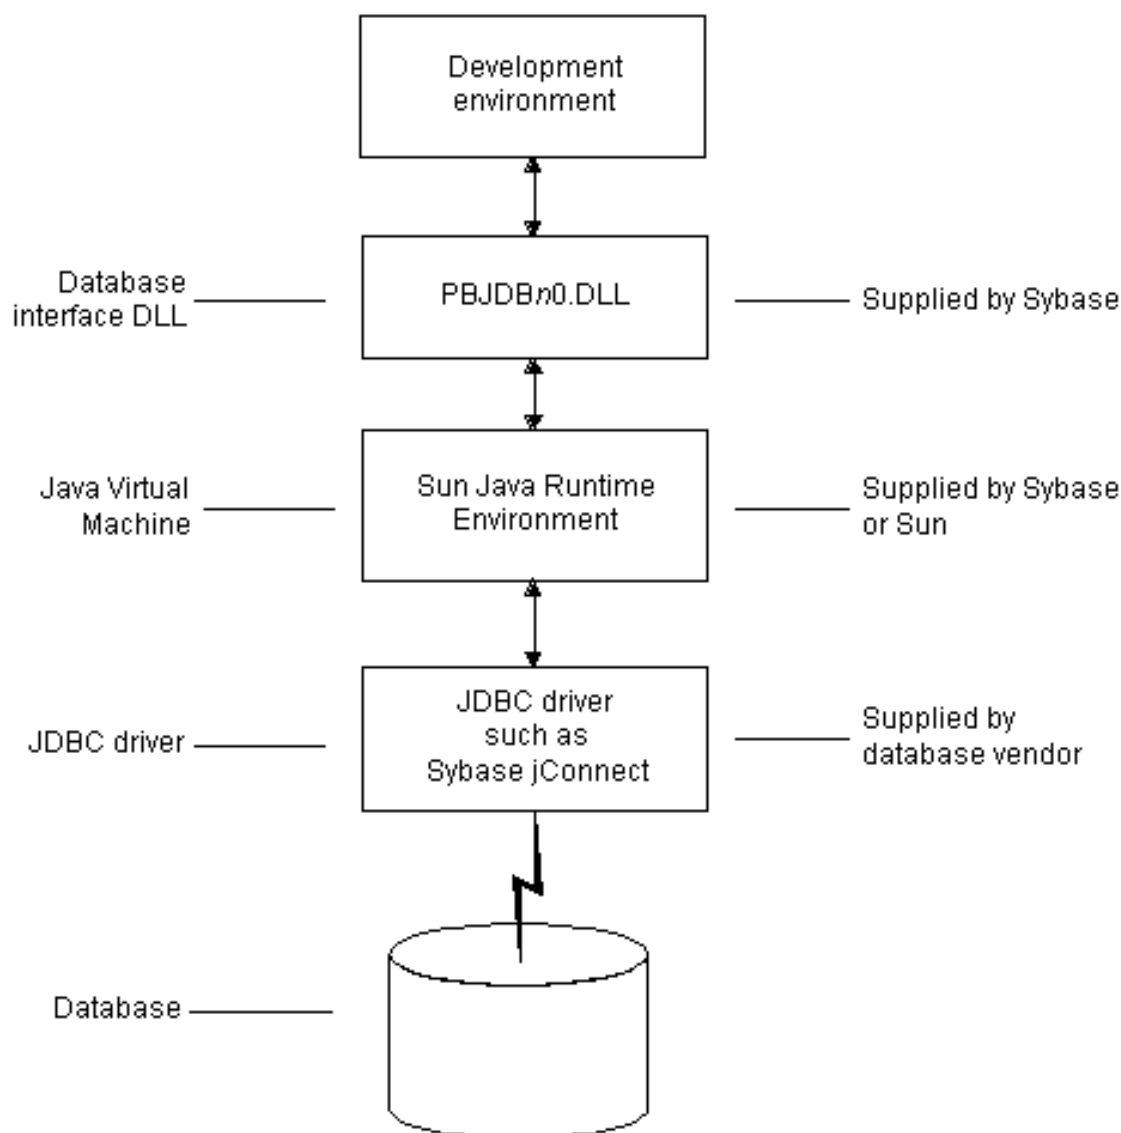 Development
environment
Database
interface DLL
PBJDBn0.DLL
Supplied by Sybase
Java Virtual
Machine
Sun Java Runtime
Environment
Supplied by Sybase
or Sun
JDBC driver
JDBC driver
such as
Sybase jConnect
Supplied by
database vendor
Database